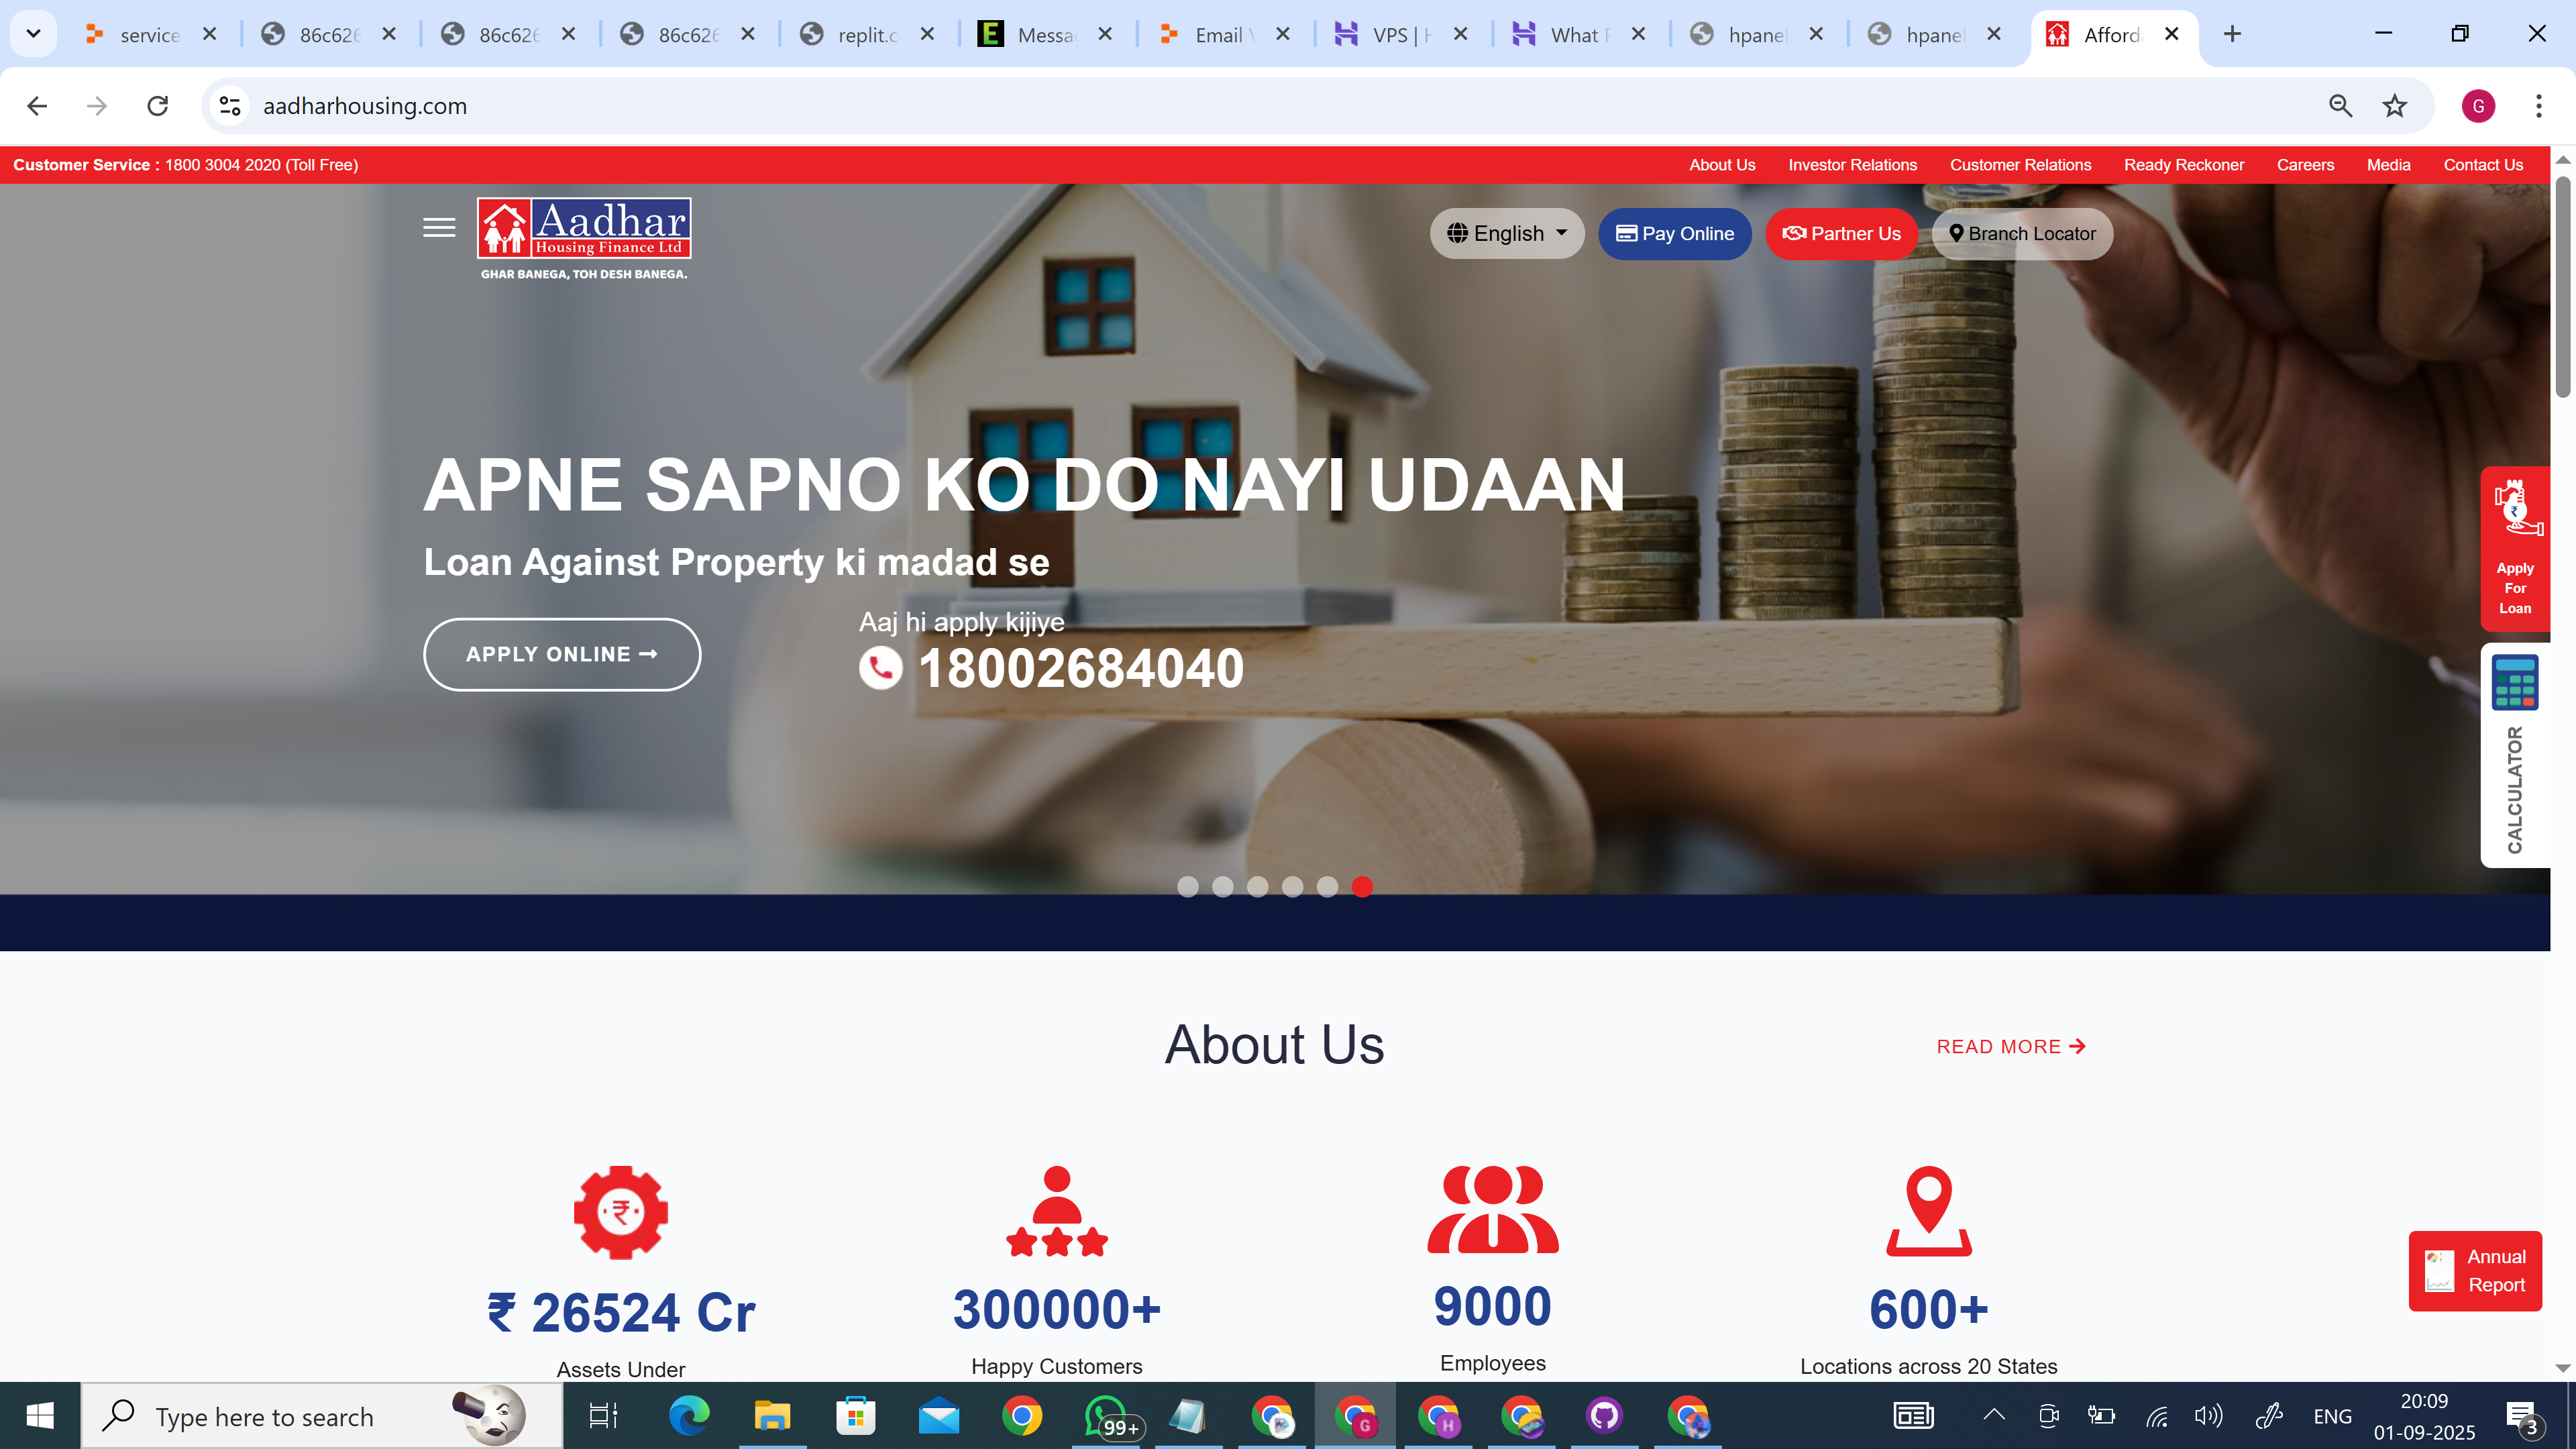 service
86c626
86c626
86c626
replit.c
Messa
Email
VPS |
What
hpanel
hpanel
Afford
aadharhousing.com
G
Customer Service : 1800 3004 2020 (Toll Free)
About Us
Investor Relations
Customer Relations
Ready Reckoner
Careers
Media
Contact Us
Aadhar
Housing Finance Ltd
GHAR BANEGA, TOH DESH BANEGA.
English
Pay Online
Partner Us
Branch Locator
APNE SAPNO KO DO NAYI UDAAN
Loan Against Property ki madad se
APPLY ONLINE
Aaj hi apply kijiye
18002684040
Apply
For
Loan
CALCULATOR
About Us
READ MORE
₹ 26524 Cr
Assets Under
300000+
Happy Customers
9000
Employees
600+
Locations across 20 States
Annual
Report
Type here to search
99+
G
H
ENG
20:09
01-09-2025
3